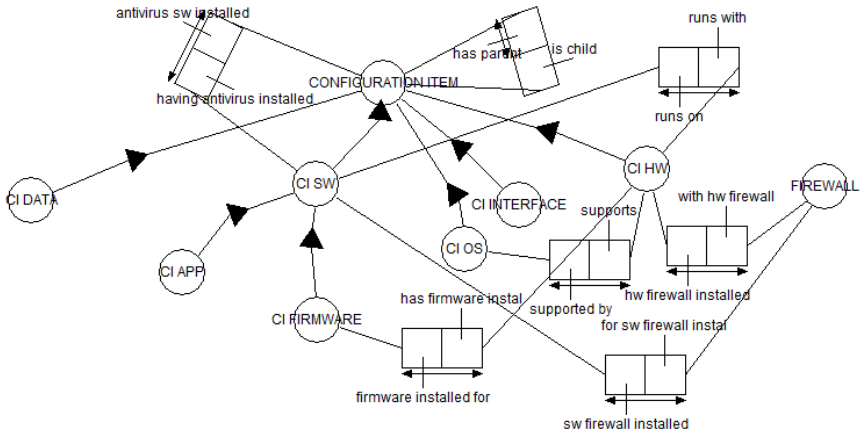 antivirus sw installed
runs with
has parent
is child
CONFIGURATION ITEM
having antivirus installed
runs on
CI HW
CI SW
FIREWALL
CI DATA
with hw firewall
CI INTERFACE
supports
CI OS
CI APP
hw firewall installed
has firmware instal
supported by
CI FIRMWARE
for sw firewall instal
firmware installed for
sw firewall installed